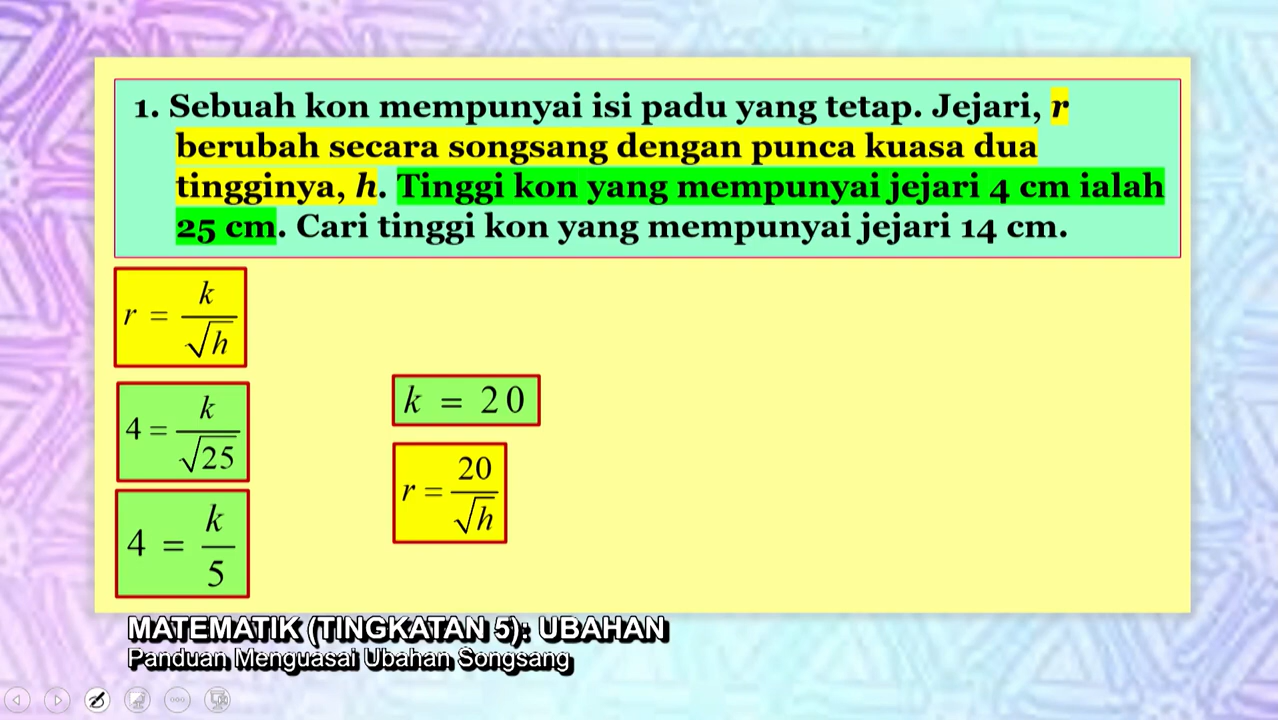 1. Sebuah kon mempunyai isi padu yang tetap. Jejari, r
berubah secara songsang dengan punca kuasa dua
tingginya, h. Tinggi kon yang mempunyai jejari 4 cm ialah
25 cm. Cari tinggi kon yang mempunyai jejari 14 cm.
r = k/√h
4 = k/√25
4 = k/5
k = 20
r = 20/√h
MATEMATIK (TINGKATAN 5): UBAHAN
Panduan Menguasai Ubahan Songsang